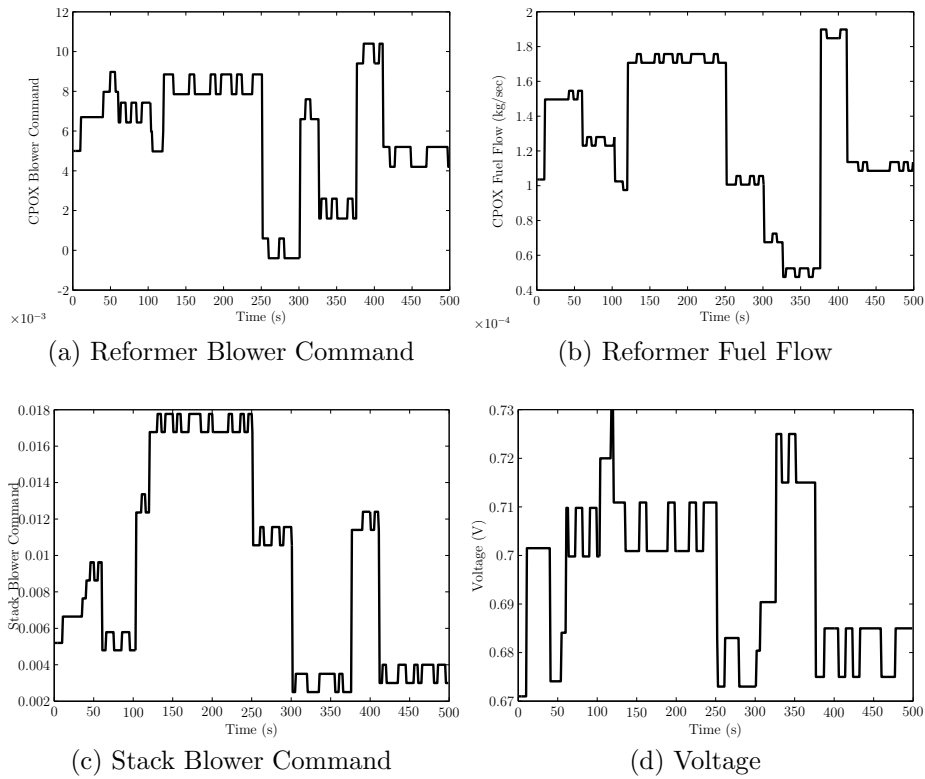 12
10
8
6
4
2
0
-2
CPOX Blower Command
0 50 100 150 200 250 300 350 400 450 500
×10⁻³
Time (s)
(a) Reformer Blower Command
2
1.8
1.6
1.4
1.2
1
0.8
0.6
0.4
CPOX Fuel Flow (kg/sec)
0 50 100 150 200 250 300 350 400 450 500
×10⁻⁴
Time (s)
(b) Reformer Fuel Flow
0.018
0.016
0.014
0.012
0.01
0.008
0.006
0.004
0.002
Stack Blower Command
0 50 100 150 200 250 300 350 400 450 500
Time (s)
(c) Stack Blower Command
0.73
0.72
0.71
0.7
0.69
0.68
0.67
Voltage (V)
0 50 100 150 200 250 300 350 400 450 500
Time (s)
(d) Voltage